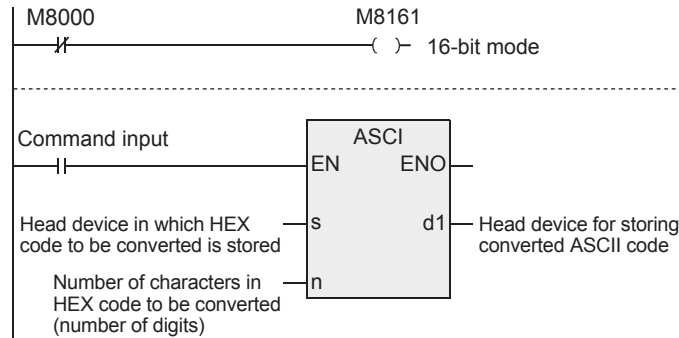 M8000
M8161
16-bit mode
Command input
ASCI
EN
ENO
Head device in which HEX
code to be converted is stored
s
d1
Head device for storing
converted ASCII code
Number of characters in
HEX code to be converted
(number of digits)
n